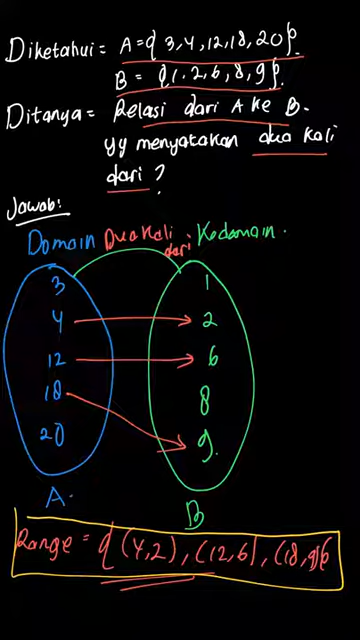 Diketahui = A = { 3, 4, 12, 18, 20 }.
B = { 1, 2, 6, 8, 9 }.
Ditanya = Relasi dari A ke B.
yg menyatakan dua kali
dari ?
Jawab:
Domain Dua Kali dari Kodomain.
3 1
4 2
12 6
18 8
20 9.
A.
B
Range = { (4,2), (12,6), (18,9) }